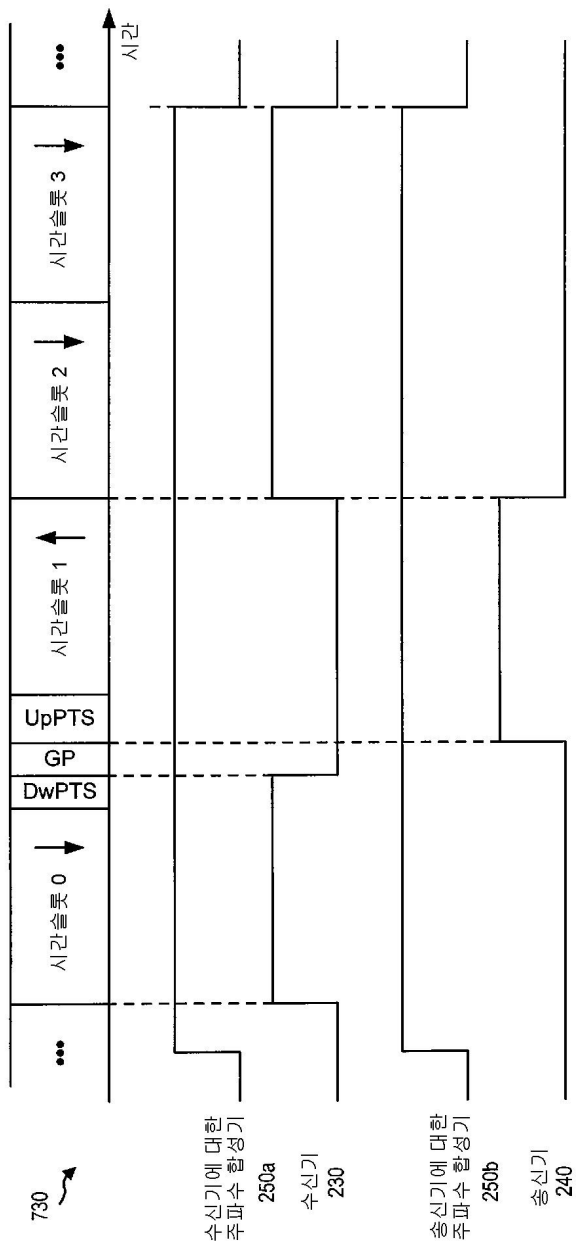 730
•••
시간슬롯 0
DwPTS
GP
UpPTS
시간슬롯 1
시간슬롯 2
시간슬롯 3
•••
시간
수신기에 대한
주파수 합성기
250a
수신기
230
송신기에 대한
주파수 합성기
250b
송신기
240